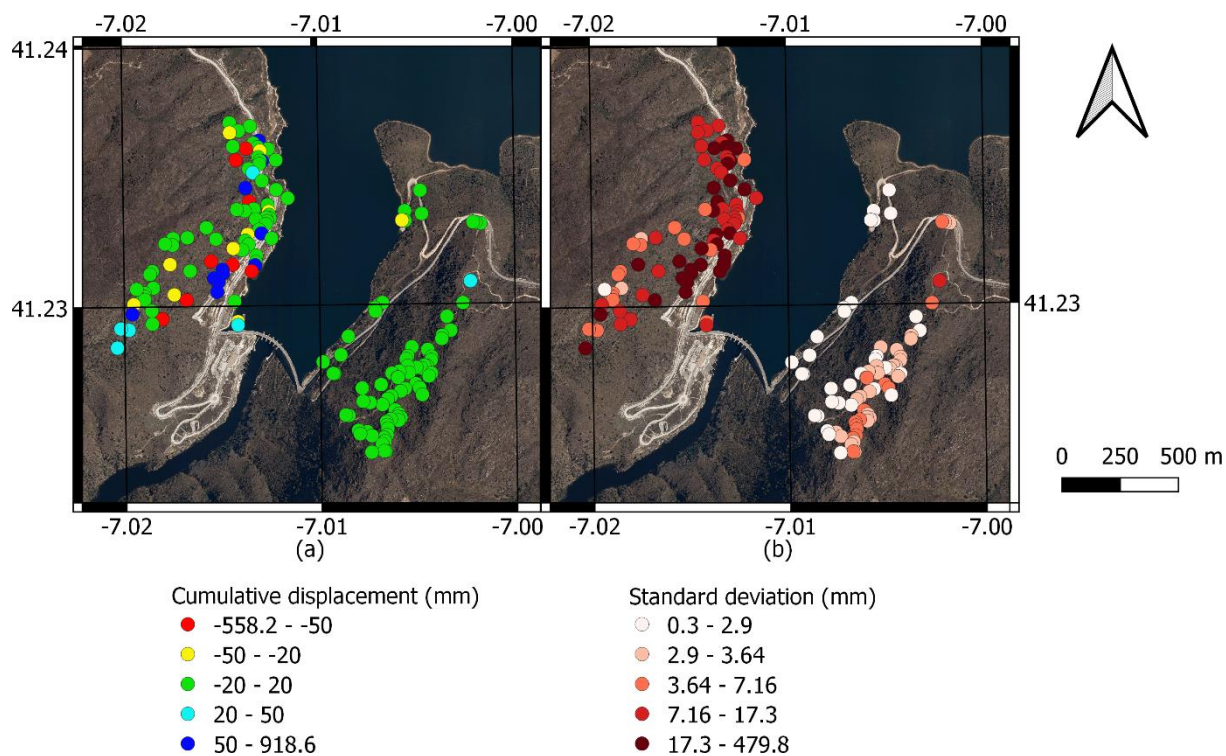 -7.02 -7.01 -7.00 -7.02 -7.01 -7.00
41.24
41.23 41.23
-7.02 -7.01 -7.00 -7.02 -7.01 -7.00
(a) (b)
0 250 500 m
Cumulative displacement (mm)
-558.2 - -50
-50 - -20
-20 - 20
20 - 50
50 - 918.6
Standard deviation (mm)
0.3 - 2.9
2.9 - 3.64
3.64 - 7.16
7.16 - 17.3
17.3 - 479.8